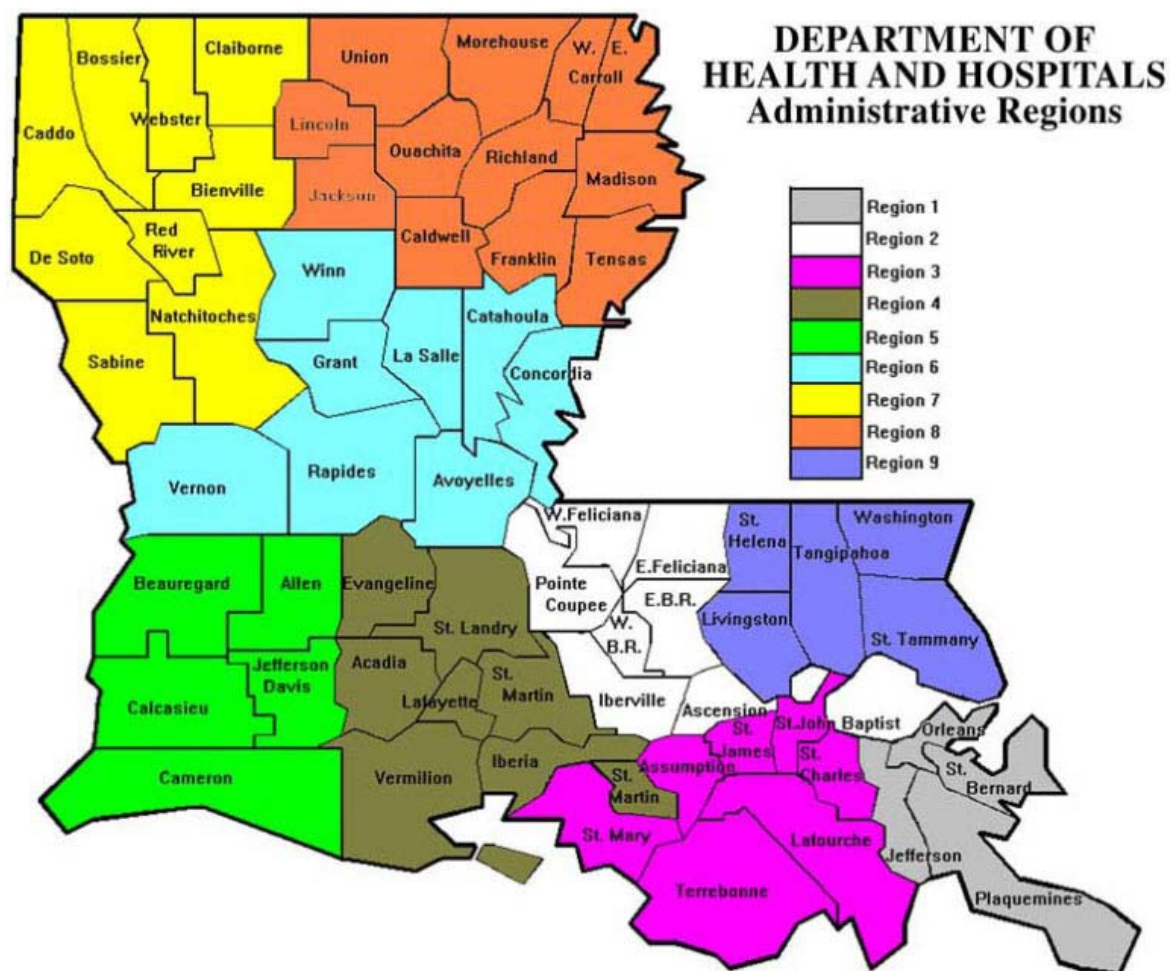 DEPARTMENT OF
HEALTH AND HOSPITALS
Administrative Regions
Region 1
Region 2
Region 3
Region 4
Region 5
Region 6
Region 7
Region 8
Region 9
Caddo
Bossier
Webster
Claiborne
Union
Morehouse
W.
Carroll
E.
Lincoln
Ouachita
Richland
Madison
Bienville
Jackson
Caldwell
Franklin
Tensas
De Soto
Red
River
Natchitoches
Winn
Sabine
Grant
La Salle
Catahoula
Concordia
Vernon
Rapides
Avoyelles
W.Feliciana
E.Feliciana
St.
Helena
Tangipahoa
Washington
Beauregard
Allen
Evangeline
Pointe
Coupee
E.B.R.
W.
B.R.
Livingston
St. Tammany
St. Landry
Calcasieu
Jefferson
Davis
Acadia
Lafayette
St.
Martin
Iberville
Ascension
St.John Baptist
St.
James
St.
Charles
Orleans
St.
Bernard
Cameron
Vermilion
Iberia
St.
Martin
Assumption
St. Mary
Terrebonne
Lafourche
Jefferson
Plaquemines